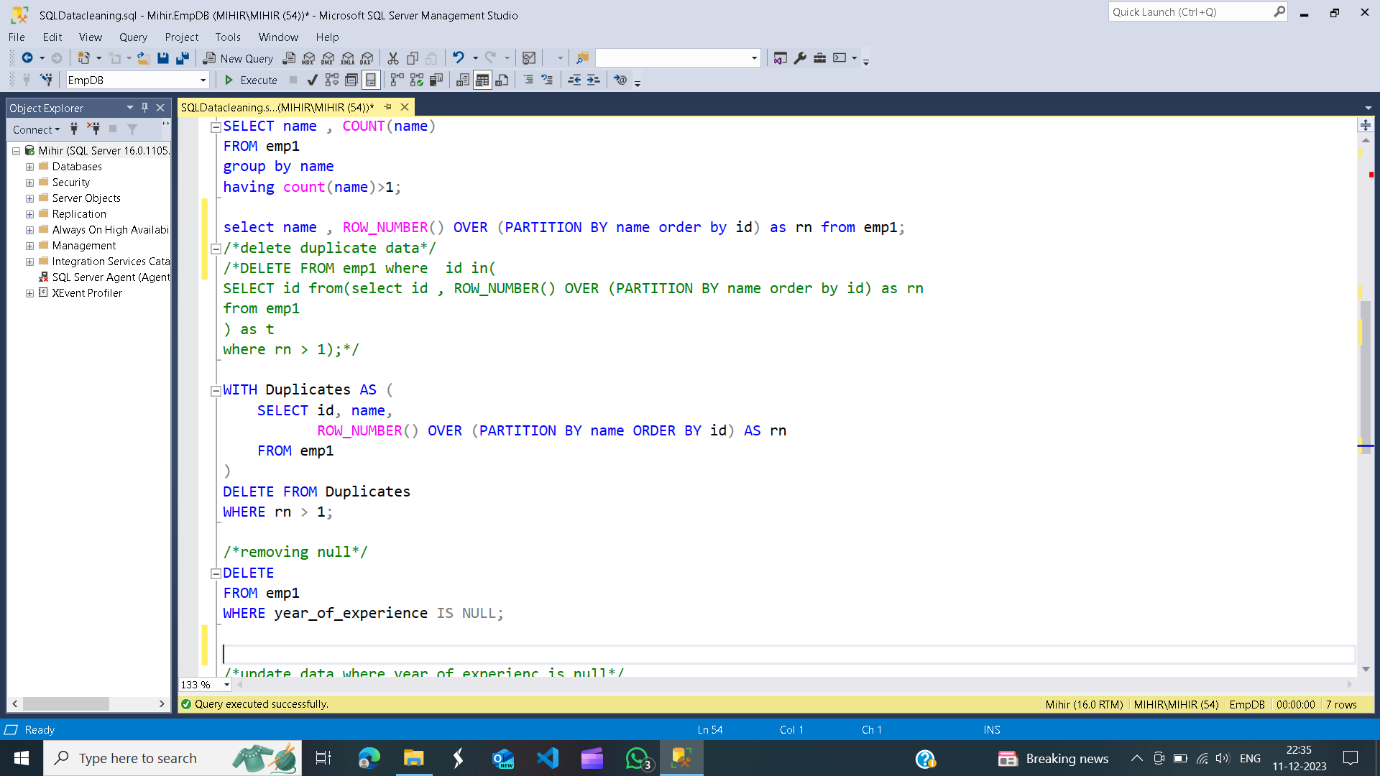 SQLDatacleaning.sql - Mihir.EmpDB (MIHIR\MIHIR (54))* - Microsoft SQL Server Management Studio
Quick Launch (Ctrl+Q)
File Edit View Query Project Tools Window Help
New Query
EmpDB
Execute
Object Explorer
SQLDatacleaning.s...(MIHIR\MIHIR (54))*
Connect
Mihir (SQL Server 16.0.1105.
Databases
Security
Server Objects
Replication
Always On High Availabi
Management
Integration Services Cata
SQL Server Agent (Agent
XEvent Profiler
SELECT name , COUNT(name)
FROM emp1
group by name
having count(name)>1;
select name , ROW_NUMBER() OVER (PARTITION BY name order by id) as rn from emp1;
/*delete duplicate data*/
/*DELETE FROM emp1 where  id in(
SELECT id from(select id , ROW_NUMBER() OVER (PARTITION BY name order by id) as rn
from emp1
) as t
where rn > 1);*/
WITH Duplicates AS (
SELECT id, name,
ROW_NUMBER() OVER (PARTITION BY name ORDER BY id) AS rn
FROM emp1
)
DELETE FROM Duplicates
WHERE rn > 1;
/*removing null*/
DELETE
FROM emp1
WHERE year_of_experience IS NULL;
/*update data where year of experienc is null*/
133 %
Query executed successfully.
Mihir (16.0 RTM) MIHIR\MIHIR (54) EmpDB 00:00:00 7 rows
Ready
Ln 54 Col 1 Ch 1 INS
Type here to search
3
Breaking news
ENG
22:35
11-12-2023